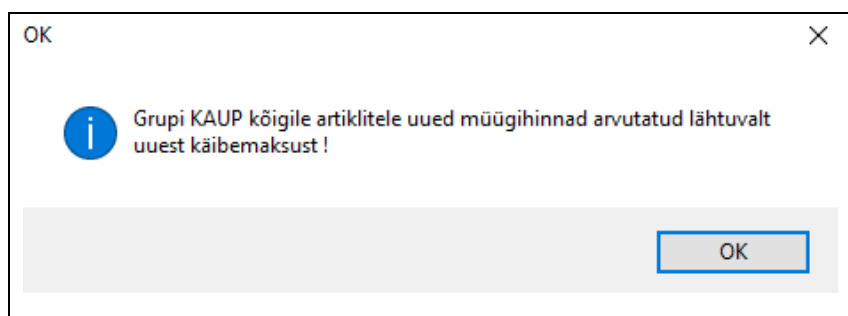 OK
Grupi KAUP kõigile artiklitele uued müügihinnad arvutatud lähtuvalt
uuest käibemaksust !
OK